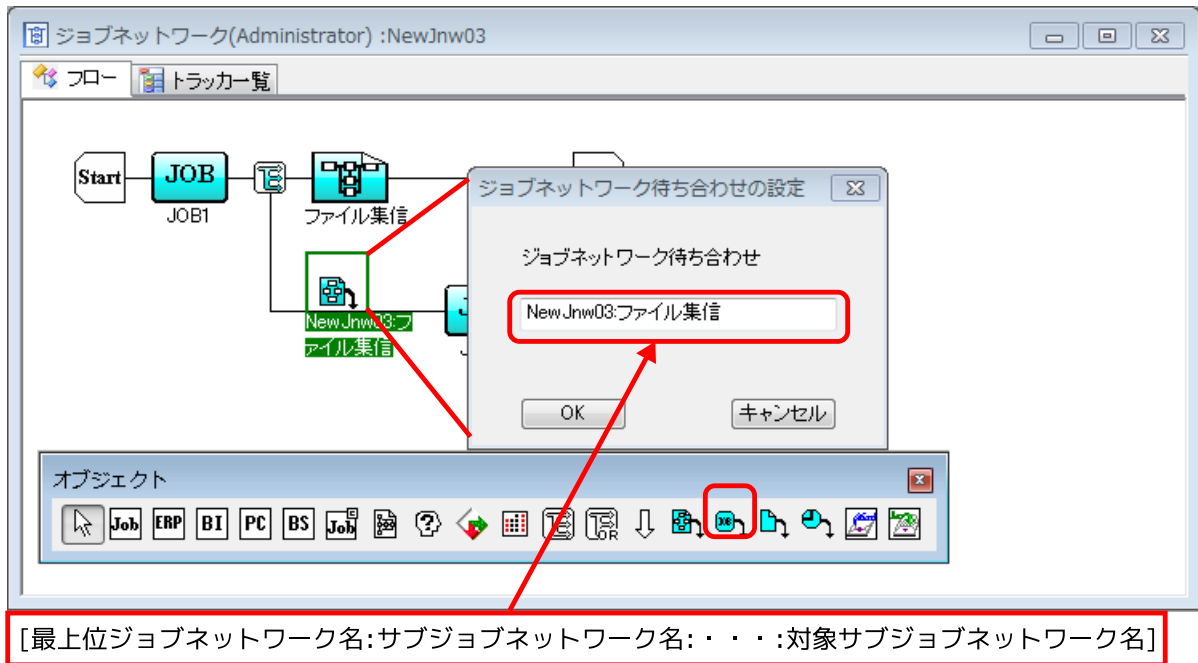 ジョブネットワーク(Administrator) :NewJnw03
フロー
トラッカ一覧
Start
JOB
JOB1
ファイル集信
NewJnw03:フ
ァイル集信
ジョブネットワーク待ち合わせの設定
ジョブネットワーク待ち合わせ
NewJnw03:ファイル集信
OK
キャンセル
オブジェクト
Job ERP BI PC BS Job
OR
[最上位ジョブネットワーク名:サブジョブネットワーク名:・・・:対象サブジョブネットワーク名]